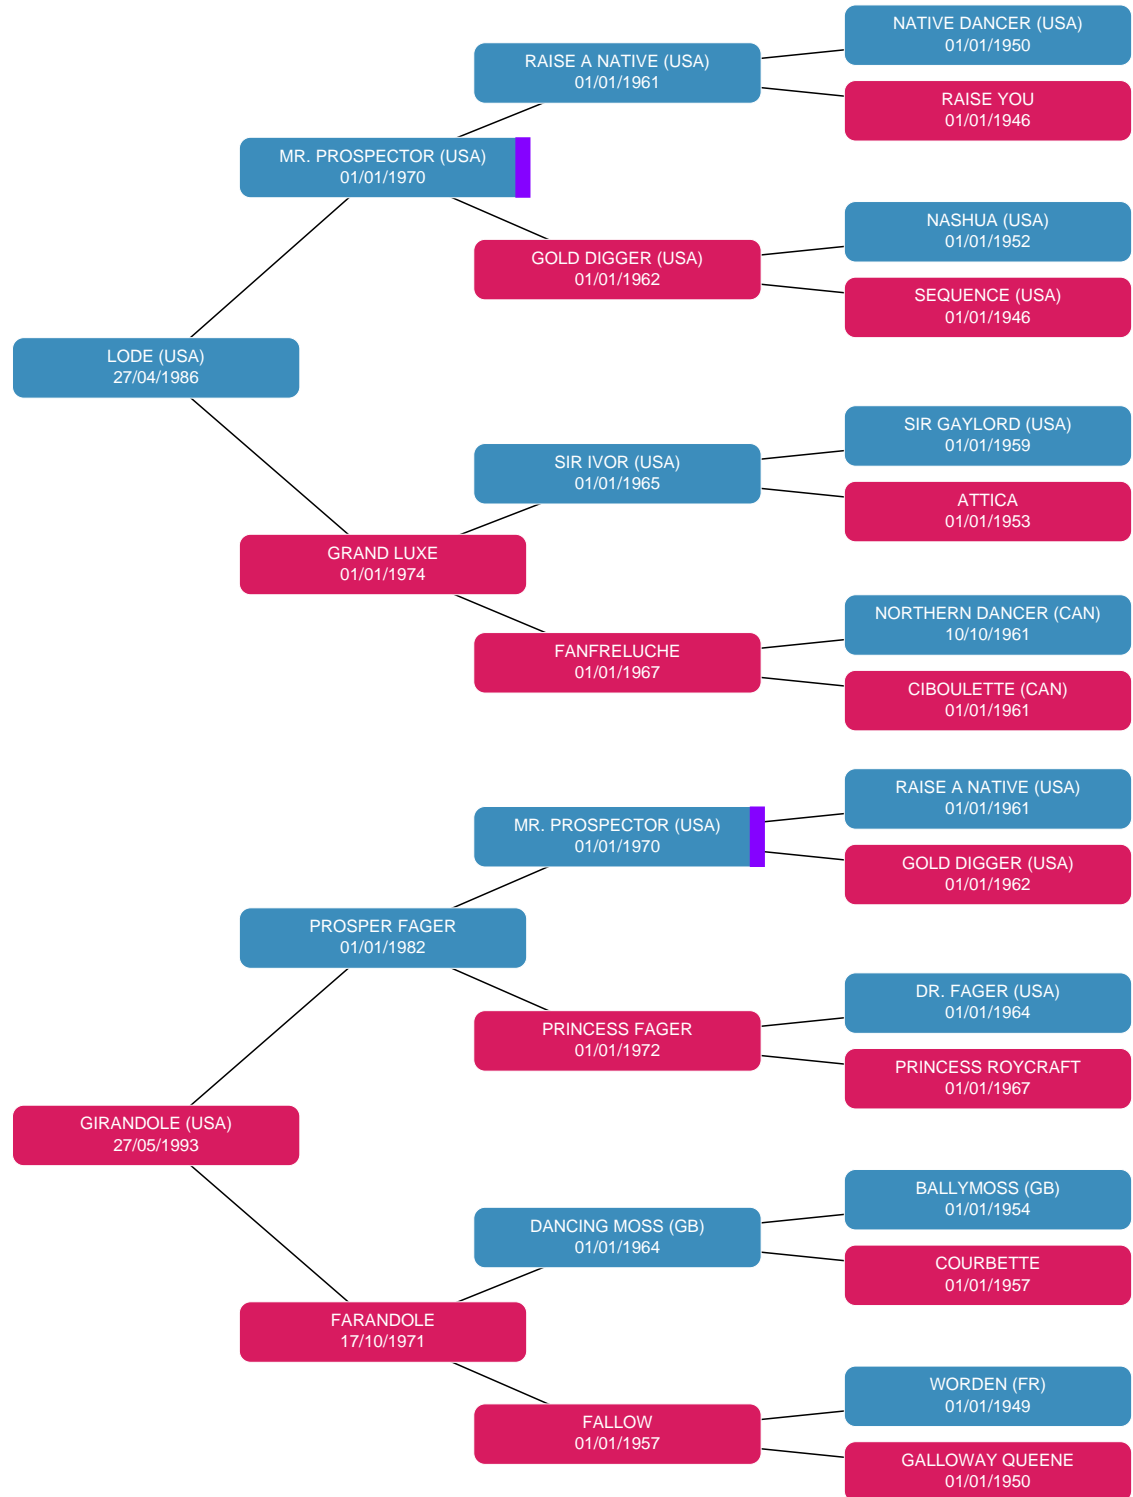 NATIVE DANCER (USA)
01/01/1950
RAISE A NATIVE (USA)
01/01/1961
RAISE YOU
01/01/1946
MR. PROSPECTOR (USA)
01/01/1970
NASHUA (USA)
01/01/1952
GOLD DIGGER (USA)
01/01/1962
SEQUENCE (USA)
01/01/1946
LODE (USA)
27/04/1986
SIR GAYLORD (USA)
01/01/1959
SIR IVOR (USA)
01/01/1965
ATTICA
01/01/1953
GRAND LUXE
01/01/1974
NORTHERN DANCER (CAN)
10/10/1961
FANFRELUCHE
01/01/1967
CIBOULETTE (CAN)
01/01/1961
RAISE A NATIVE (USA)
01/01/1961
MR. PROSPECTOR (USA)
01/01/1970
GOLD DIGGER (USA)
01/01/1962
PROSPER FAGER
01/01/1982
DR. FAGER (USA)
01/01/1964
PRINCESS FAGER
01/01/1972
PRINCESS ROYCRAFT
01/01/1967
GIRANDOLE (USA)
27/05/1993
BALLYMOSS (GB)
01/01/1954
DANCING MOSS (GB)
01/01/1964
COURBETTE
01/01/1957
FARANDOLE
17/10/1971
WORDEN (FR)
01/01/1949
FALLOW
01/01/1957
GALLOWAY QUEENE
01/01/1950